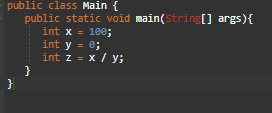 public class Main {
public static void main(String[] args){
int x = 100;
int y = 0;
int z = x / y;
}
}